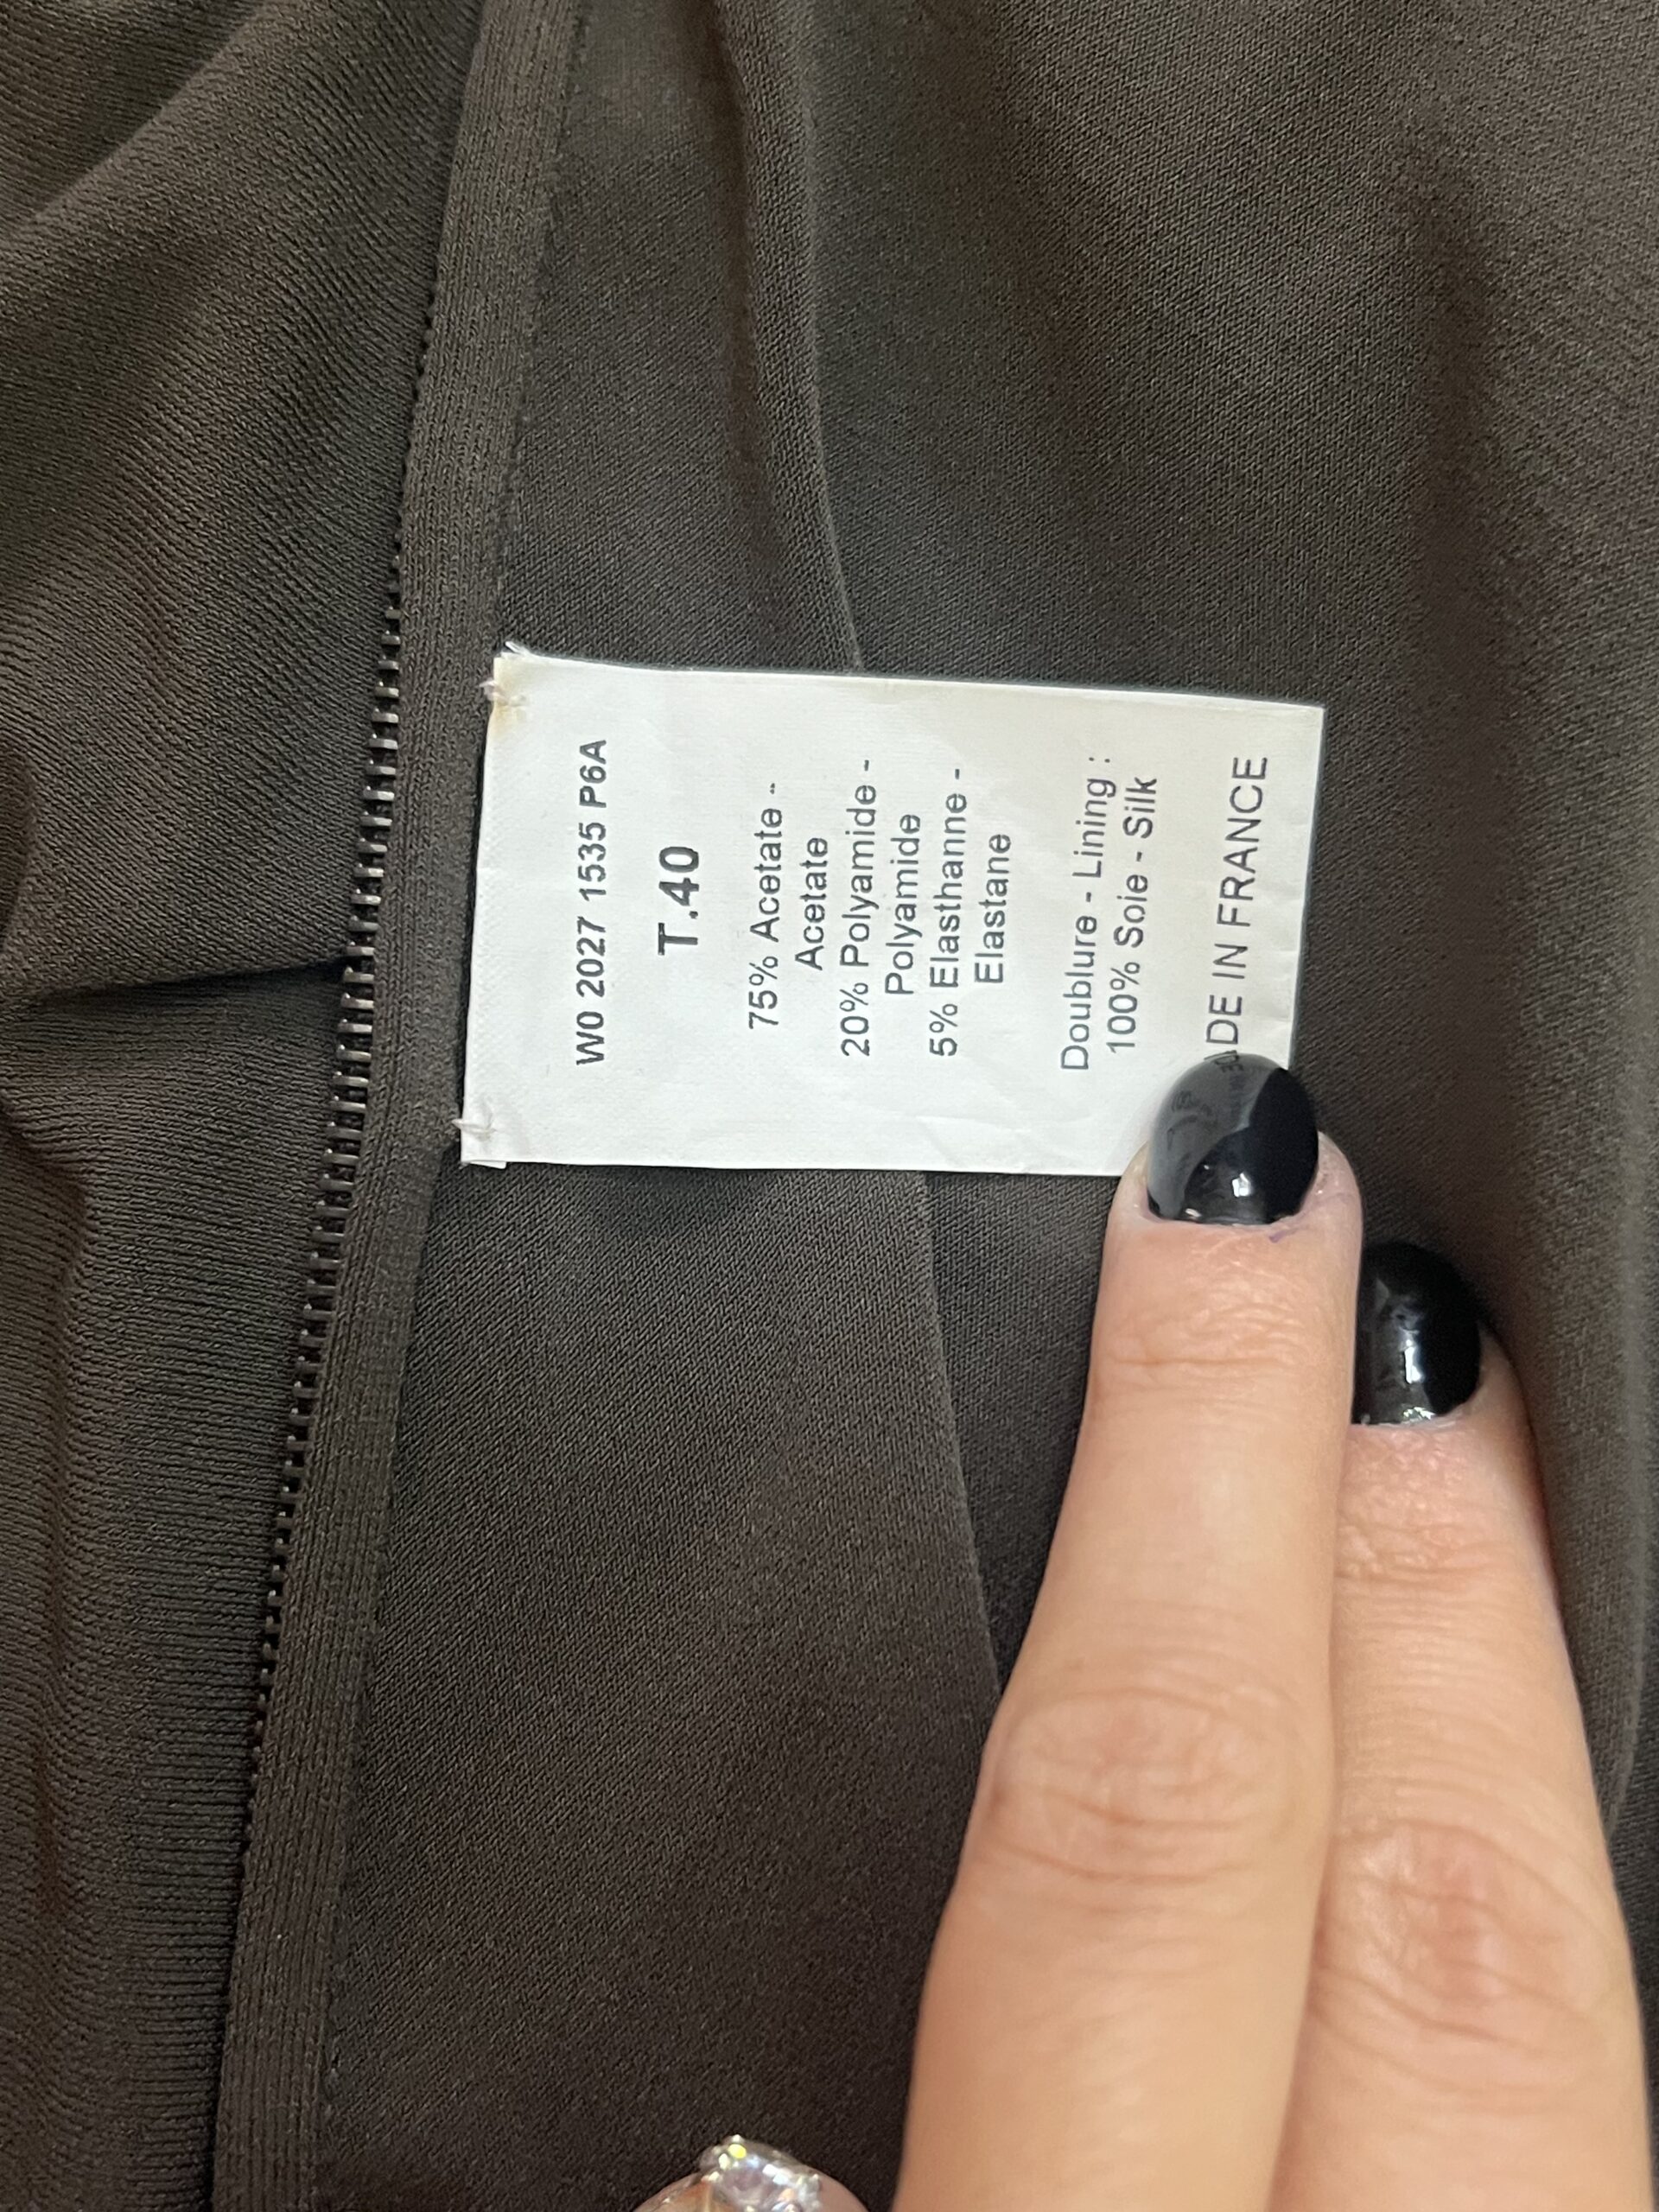 W0 2027 1535 P6A
T.40
75% Acetate -
Acetate
20% Polyamide -
Polyamide
5% Elasthanne -
Elastane
Doublure - Lining :
100% Soie - Silk
DE IN FRANCE